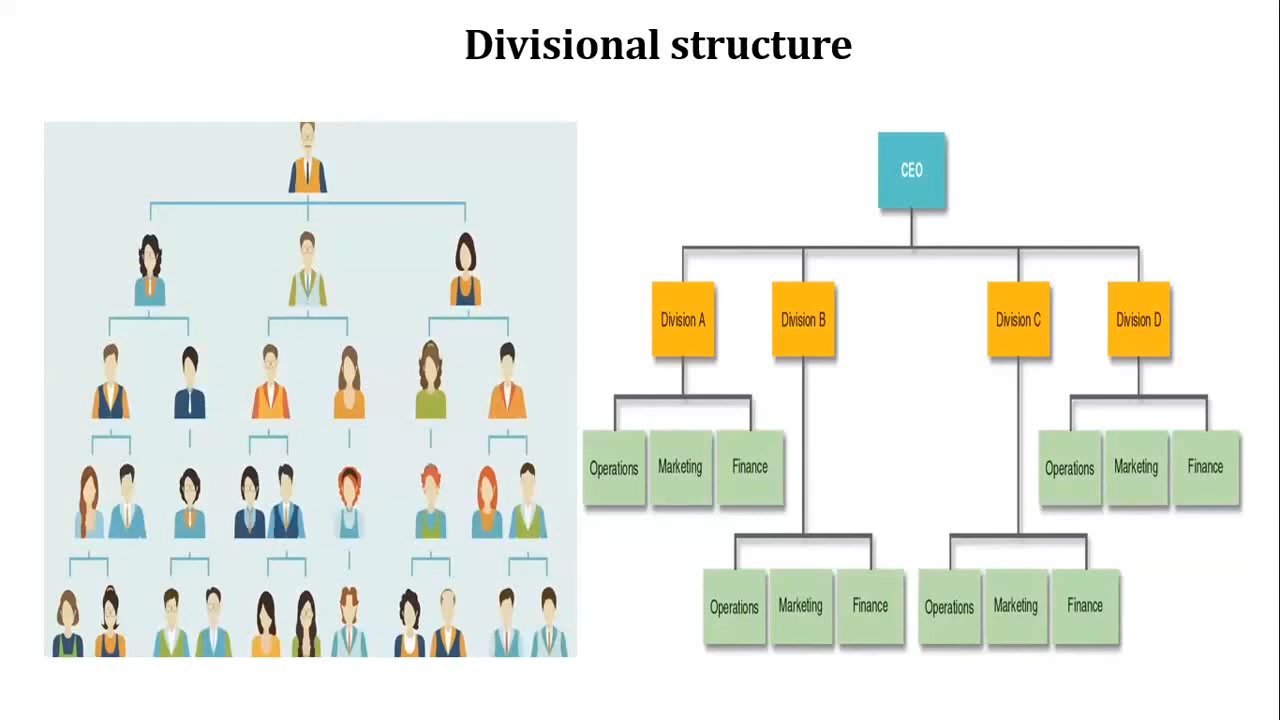 Divisional structure
CEO
Division A
Division B
Division C
Division D
Operations
Marketing
Finance
Operations
Marketing
Finance
Operations
Marketing
Finance
Operations
Marketing
Finance